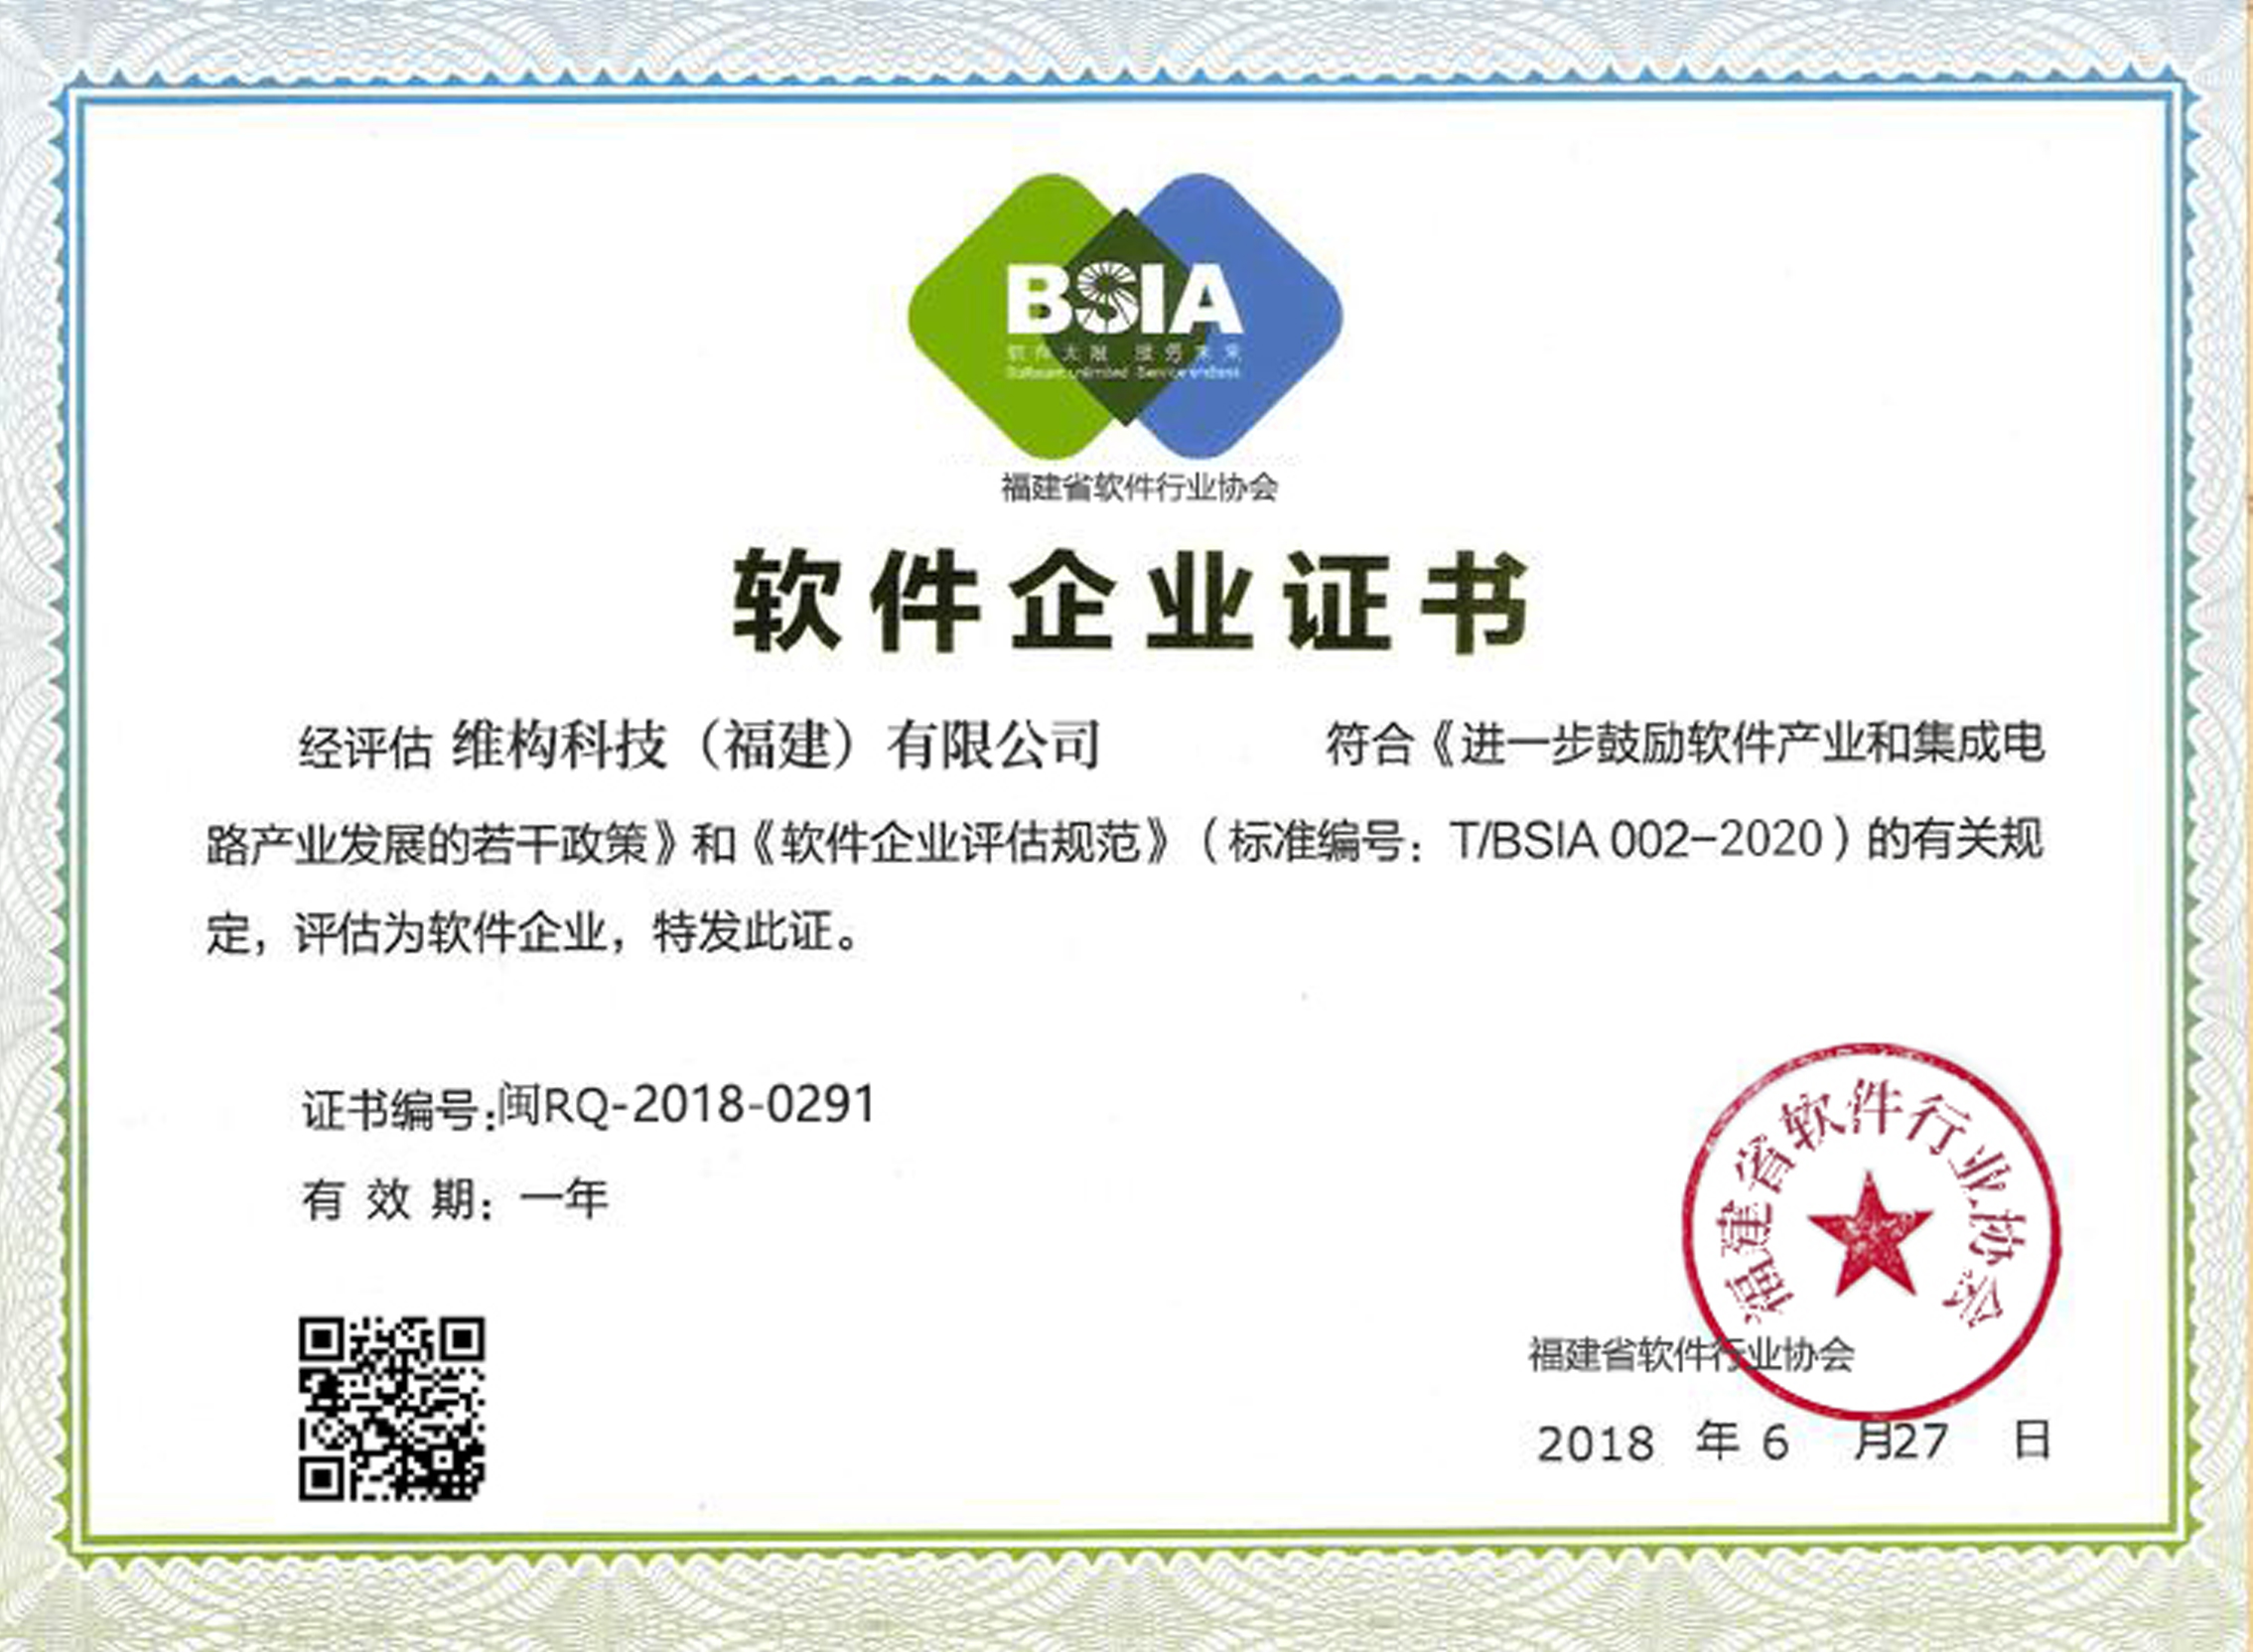 BSIA
软件无限 服务未来
福建省软件行业协会
软件企业证书
经评估 维构科技（福建）有限公司 符合《进一步鼓励软件产业和集成电
路产业发展的若干政策》和《软件企业评估规范》（标准编号：T/BSIA 002-2020）的有关规
定，评估为软件企业，特发此证。
证书编号:闽RQ-2018-0291
有 效 期：一年
福建省软件行业协会
福建省软件行业协会
2018 年 6 月27 日